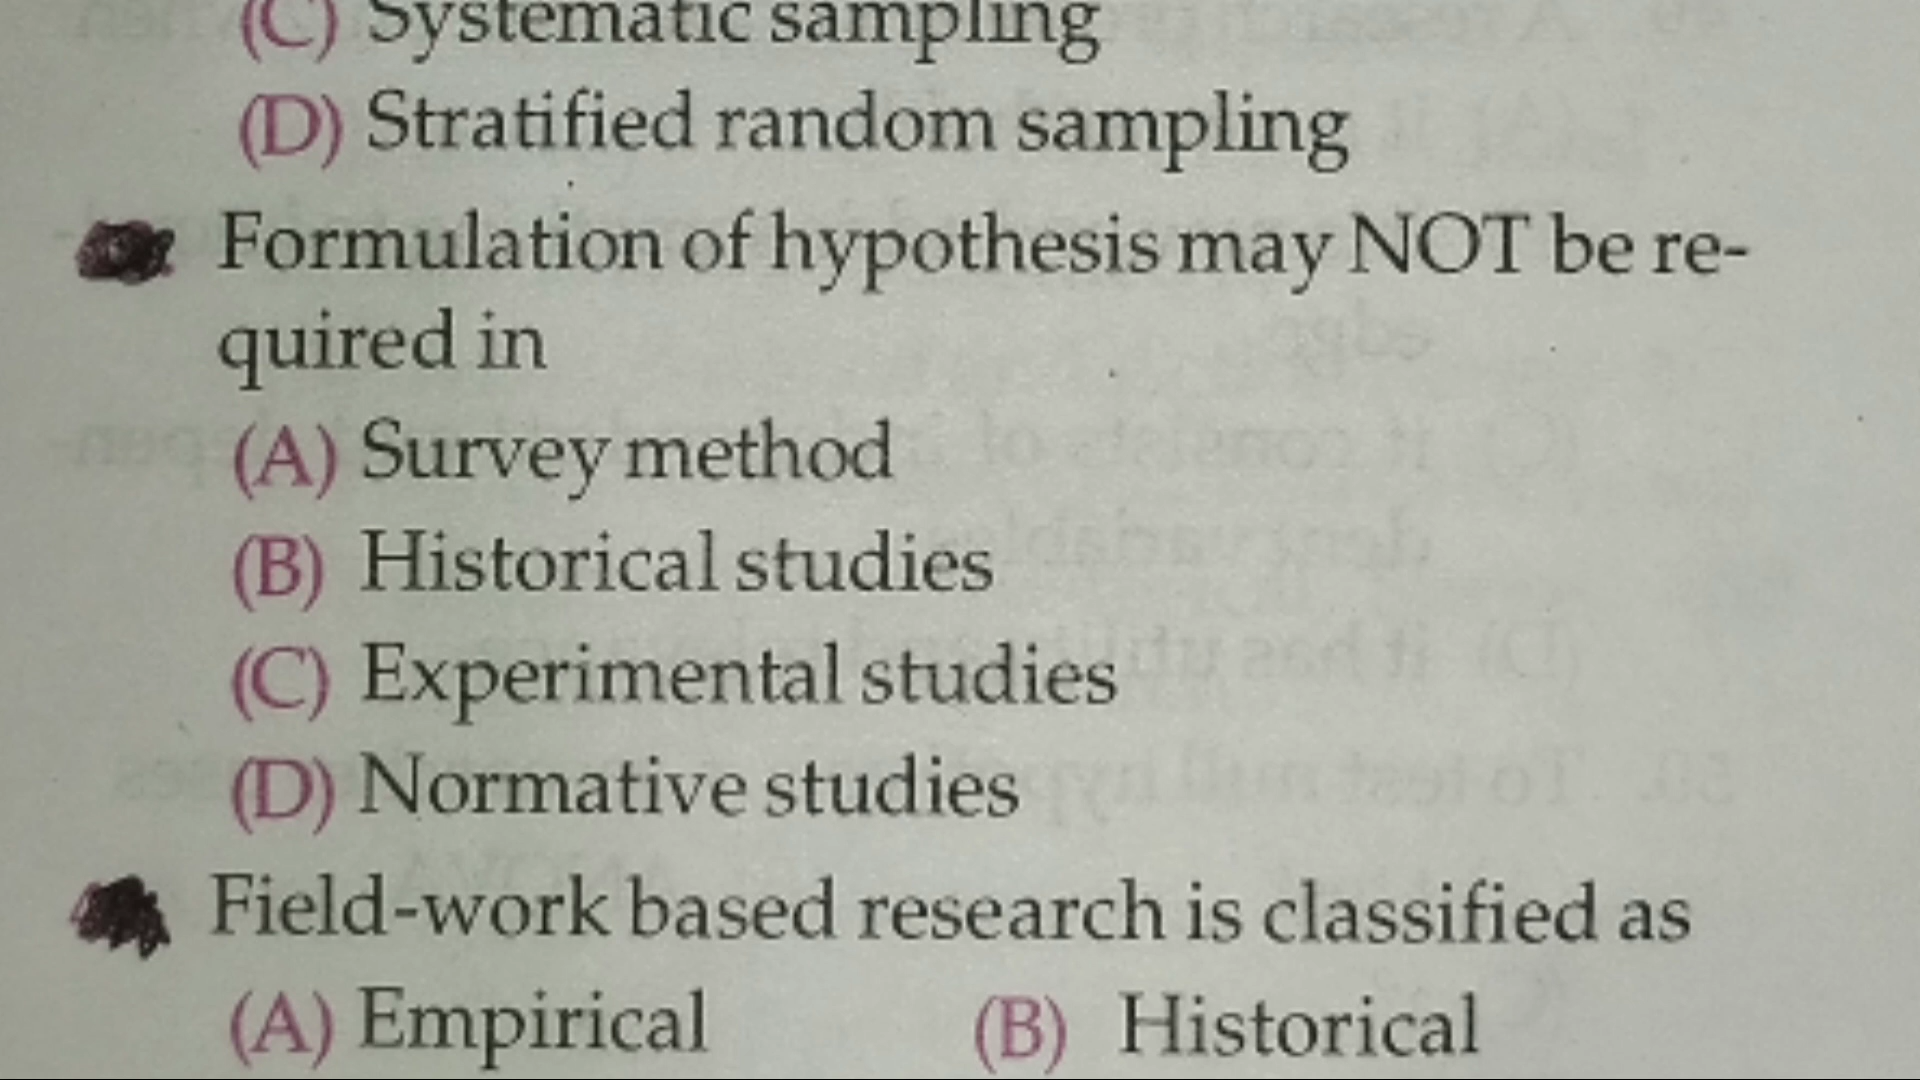 (C) Systematic sampling
(D) Stratified random sampling
Formulation of hypothesis may NOT be re-
quired in
(A) Survey method
(B) Historical studies
(C) Experimental studies
(D) Normative studies
Field-work based research is classified as
(A) Empirical (B) Historical